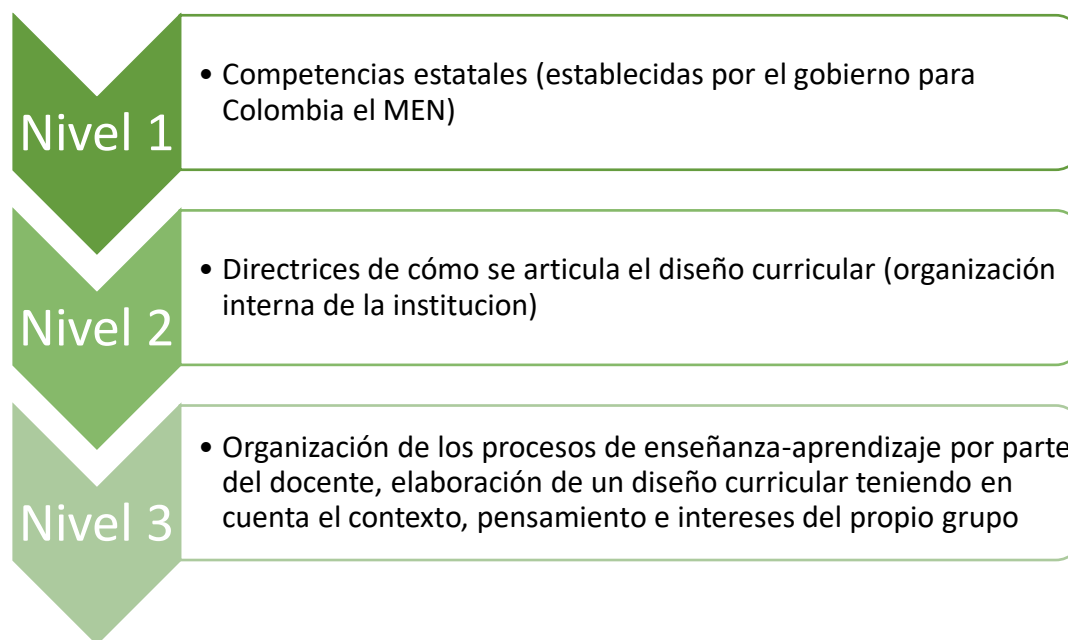 Nivel 1
• Competencias estatales (establecidas por el gobierno para
Colombia el MEN)
Nivel 2
• Directrices de cómo se articula el diseño curricular (organización
interna de la institucion)
Nivel 3
• Organización de los procesos de enseñanza-aprendizaje por parte
del docente, elaboración de un diseño curricular teniendo en
cuenta el contexto, pensamiento e intereses del propio grupo